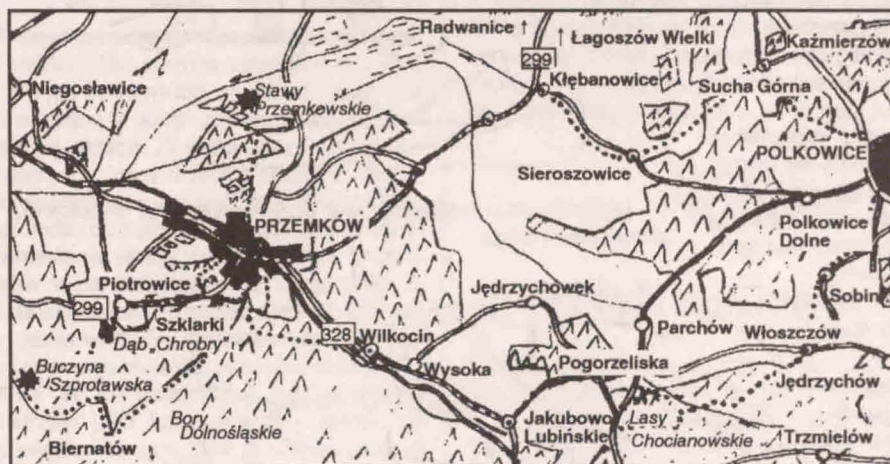 Radwanice ↑
↑ Łagoszów Wielki
Kaźmierzów
299
Niegosławice
Stawy
Przemkewskie
Kłębanowice
Sucha Górna
Sieroszowice
POLKOWICE
PRZEMKÓW
Polkowice
Dolne
Piotrowice
Jędrzychówek
Sobin
299
Szklarki
328
Wilkocin
Parchów
Włoszczów
Dąb „Chrobry"
Buczyna
Szprotawska
Wysoka
Pogorzeliska
Jędrzychów
Bory
Dolnośląskie
Jakubowo
Lubińskie
Lasy
Chocianowskie
Biernatów
Trzmielów